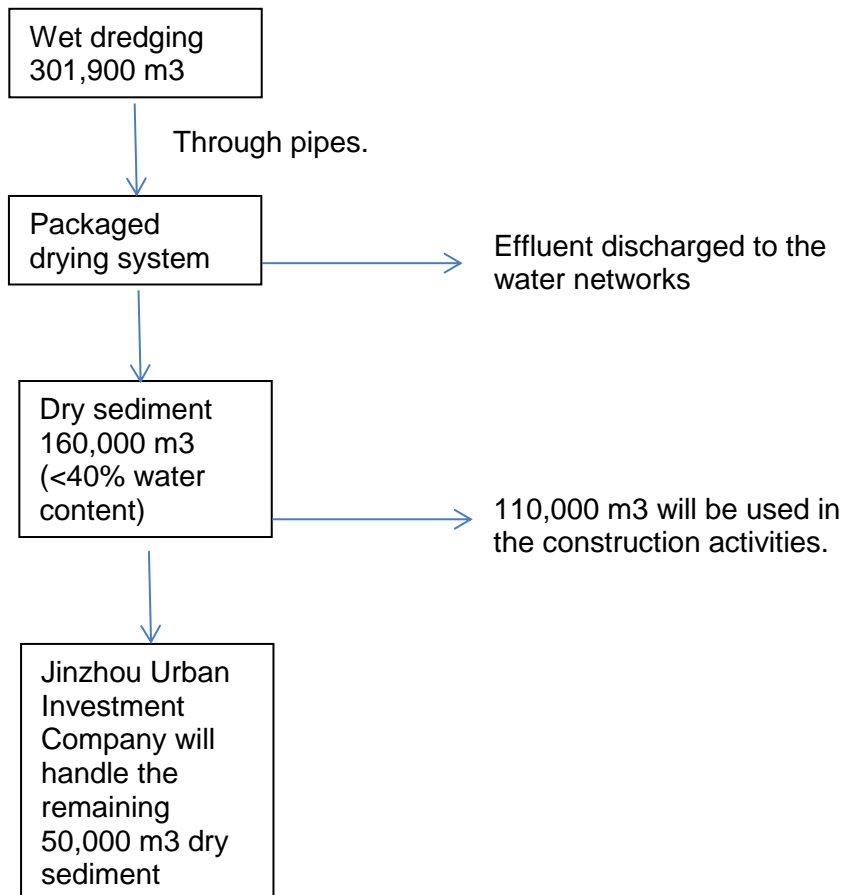 Wet dredging
301,900 m3
Through pipes.
Packaged
drying system
Effluent discharged to the
water networks
Dry sediment
160,000 m3
(<40% water
content)
110,000 m3 will be used in
the construction activities.
Jinzhou Urban
Investment
Company will
handle the
remaining
50,000 m3 dry
sediment